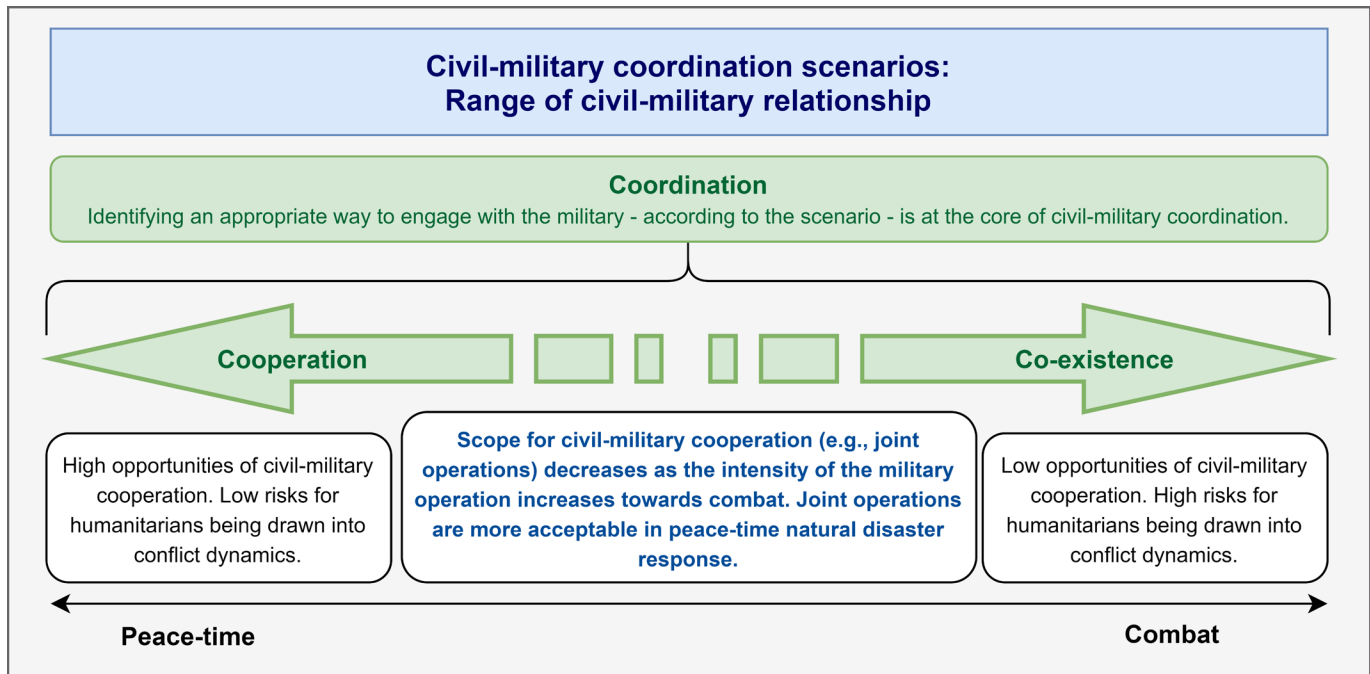 Civil-military coordination scenarios:
Range of civil-military relationship
Coordination
Identifying an appropriate way to engage with the military - according to the scenario - is at the core of civil-military coordination.
Cooperation
Co-existence
High opportunities of civil-military
cooperation. Low risks for
humanitarians being drawn into
conflict dynamics.
Scope for civil-military cooperation (e.g., joint
operations) decreases as the intensity of the military
operation increases towards combat. Joint operations
are more acceptable in peace-time natural disaster
response.
Low opportunities of civil-military
cooperation. High risks for
humanitarians being drawn into
conflict dynamics.
Peace-time
Combat